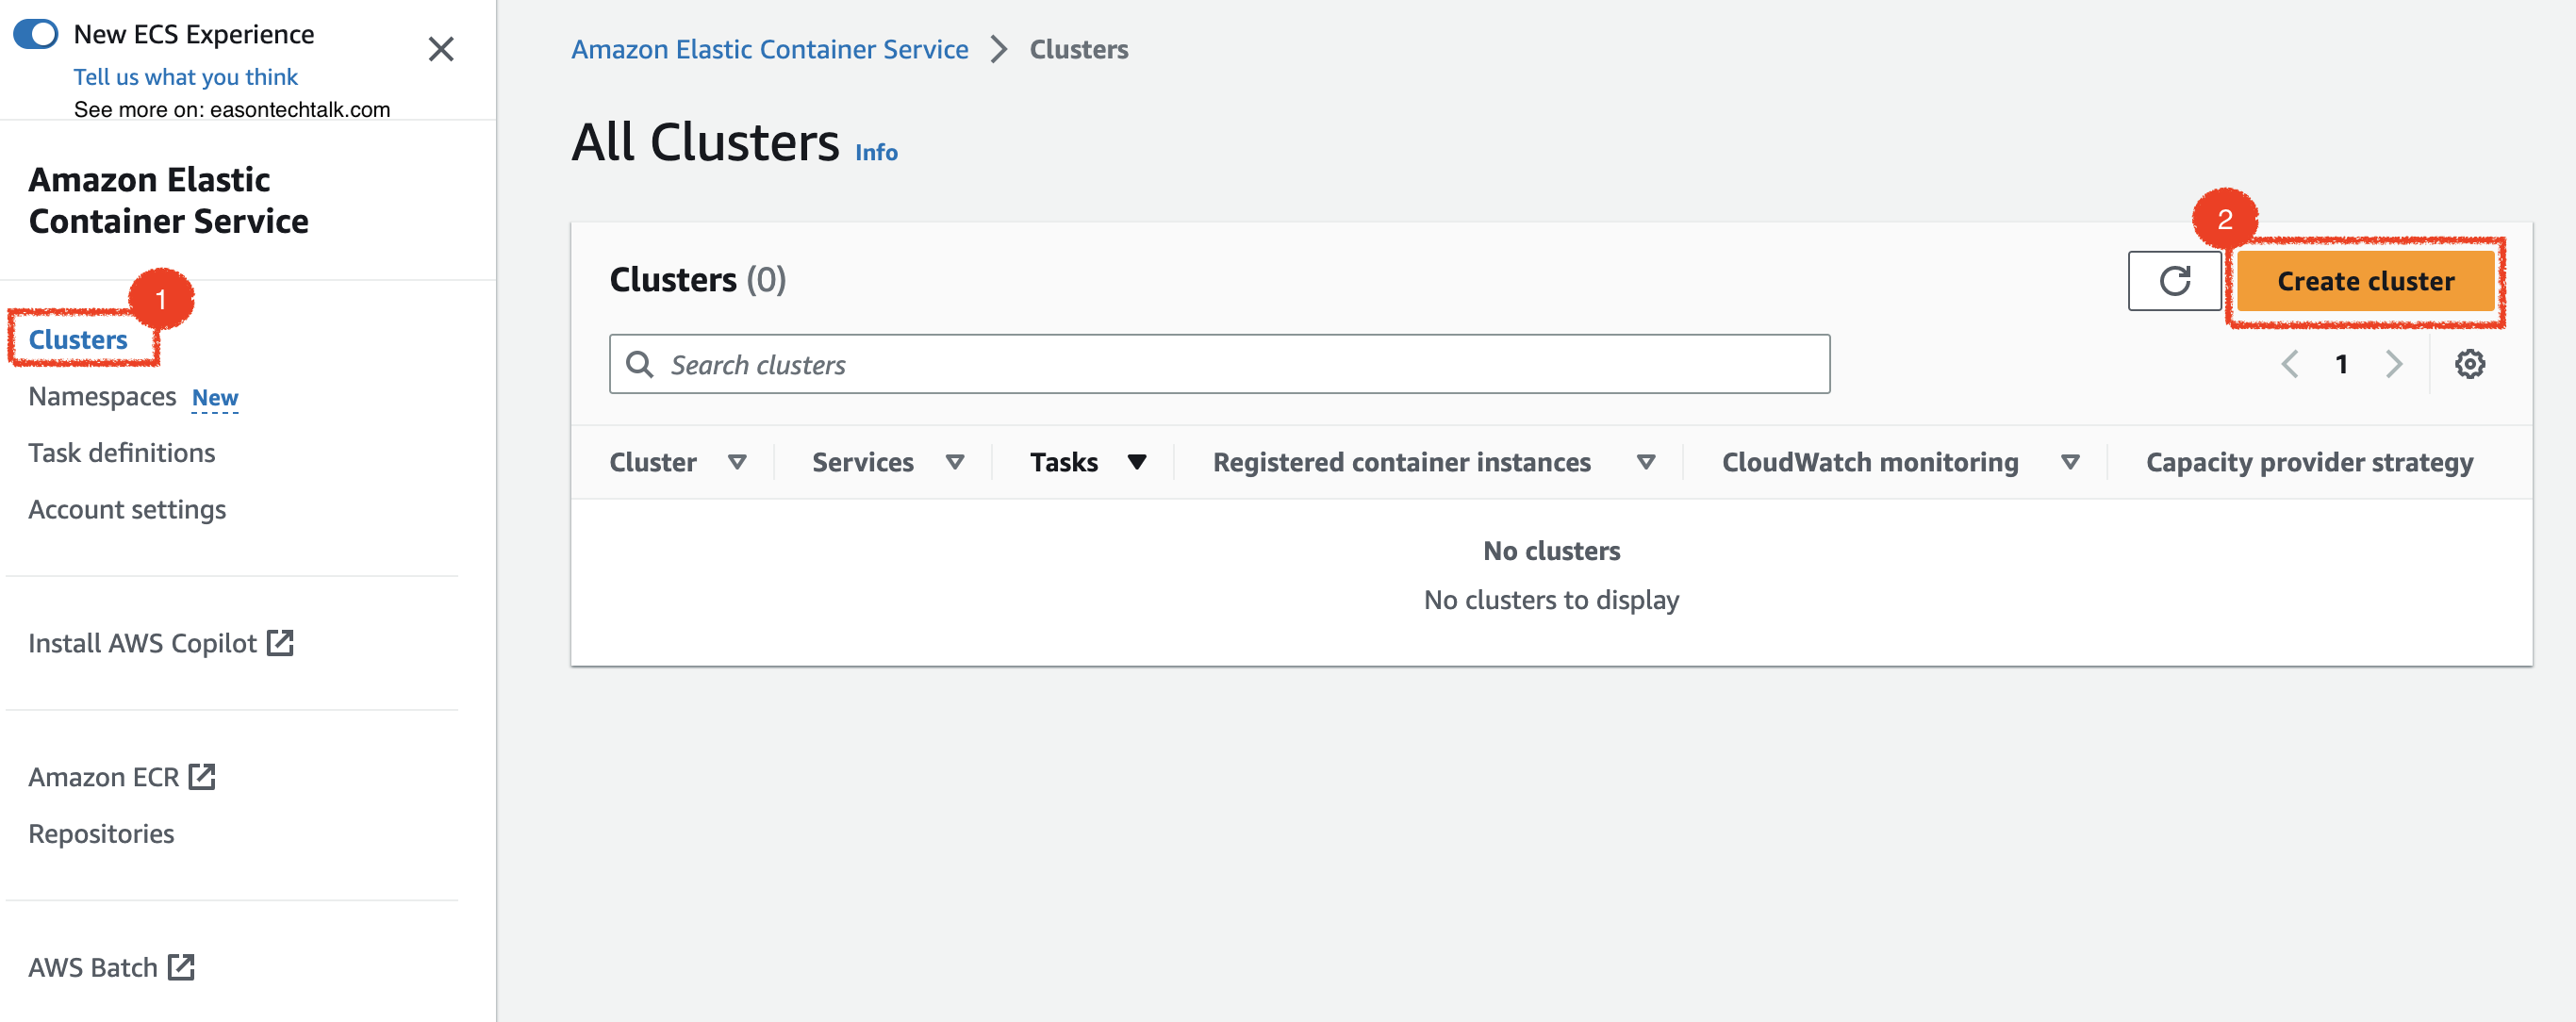 New ECS Experience
Tell us what you think
See more on: easontechtalk.com
Amazon Elastic
Container Service
1
Clusters
Namespaces New
Task definitions
Account settings
Install AWS Copilot
Amazon ECR
Repositories
AWS Batch
Amazon Elastic Container Service > Clusters
All Clusters Info
2
Clusters (0)
Create cluster
Search clusters
1
Cluster Services Tasks Registered container instances CloudWatch monitoring Capacity provider strategy
No clusters
No clusters to display